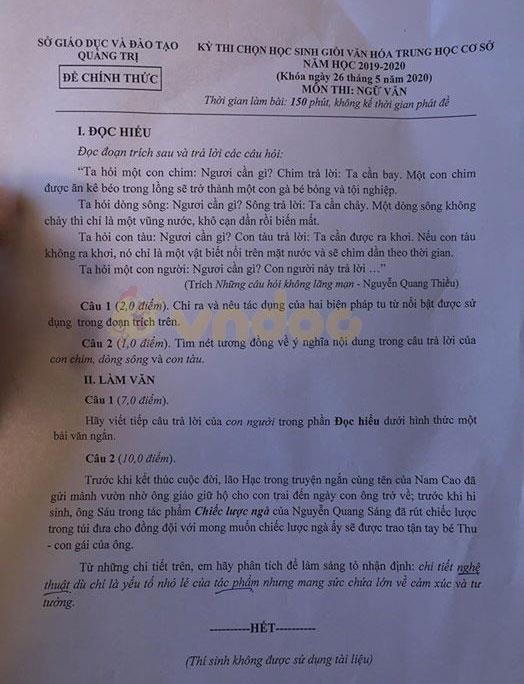 SỞ GIÁO DỤC VÀ ĐÀO TẠO
QUẢNG TRỊ
ĐỀ CHÍNH THỨC
KỲ THI CHỌN HỌC SINH GIỎI VĂN HÓA TRUNG HỌC CƠ SỞ
NĂM HỌC 2019-2020
(Khóa ngày 26 tháng 5 năm 2020)
MÔN THI: NGỮ VĂN
Thời gian làm bài: 150 phút, không kể thời gian phát đề
I. ĐỌC HIỂU
Đọc đoạn trích sau và trả lời các câu hỏi:
“Ta hỏi một con chim: Ngươi cần gì? Chim trả lời: Ta cần bay. Một con chim
được ăn kê béo trong lồng sẽ trở thành một con gà bé bỏng và tội nghiệp.
Ta hỏi dòng sông: Ngươi cần gì? Sông trả lời: Ta cần chảy. Một dòng sông không
chảy thì chỉ là một vũng nước, khô cạn dần rồi biến mất.
Ta hỏi con tàu: Ngươi cần gì? Con tàu trả lời: Ta cần được ra khơi. Nếu con tàu
không ra khơi, nó chỉ là một vật biết nổi trên mặt nước và sẽ chìm dần theo thời gian.
Ta hỏi một con người: Ngươi cần gì? Con người này trả lời …”
(Trích Những câu hỏi không lãng mạn - Nguyễn Quang Thiều)
Câu 1 (2,0 điểm). Chỉ ra và nêu tác dụng của hai biện pháp tu từ nổi bật được sử
dụng trong đoạn trích trên.
Câu 2 (1,0 điểm). Tìm nét tương đồng về ý nghĩa nội dung trong câu trả lời của
con chim, dòng sông và con tàu.
vndoc
II. LÀM VĂN
Câu 1 (7,0 điểm).
Hãy viết tiếp câu trả lời của con người trong phần Đọc hiểu dưới hình thức một
bài văn ngắn.
Câu 2 (10,0 điểm).
Trước khi kết thúc cuộc đời, lão Hạc trong truyện ngắn cùng tên của Nam Cao đã
gửi mảnh vườn nhờ ông giáo giữ hộ cho con trai đến ngày con ông trở về; trước khi hi
sinh, ông Sáu trong tác phẩm Chiếc lược ngà của Nguyễn Quang Sáng đã rút chiếc lược
trong túi đưa cho đồng đội với mong muốn chiếc lược ngà ấy sẽ được trao tận tay bé Thu
- con gái của ông.
Từ những chi tiết trên, em hãy phân tích để làm sáng tỏ nhận định: chi tiết nghệ
thuật dù chỉ là yếu tố nhỏ lẻ của tác phẩm nhưng mang sức chứa lớn về cảm xúc và tư
tưởng.
----------HẾT----------
(Thí sinh không được sử dụng tài liệu)